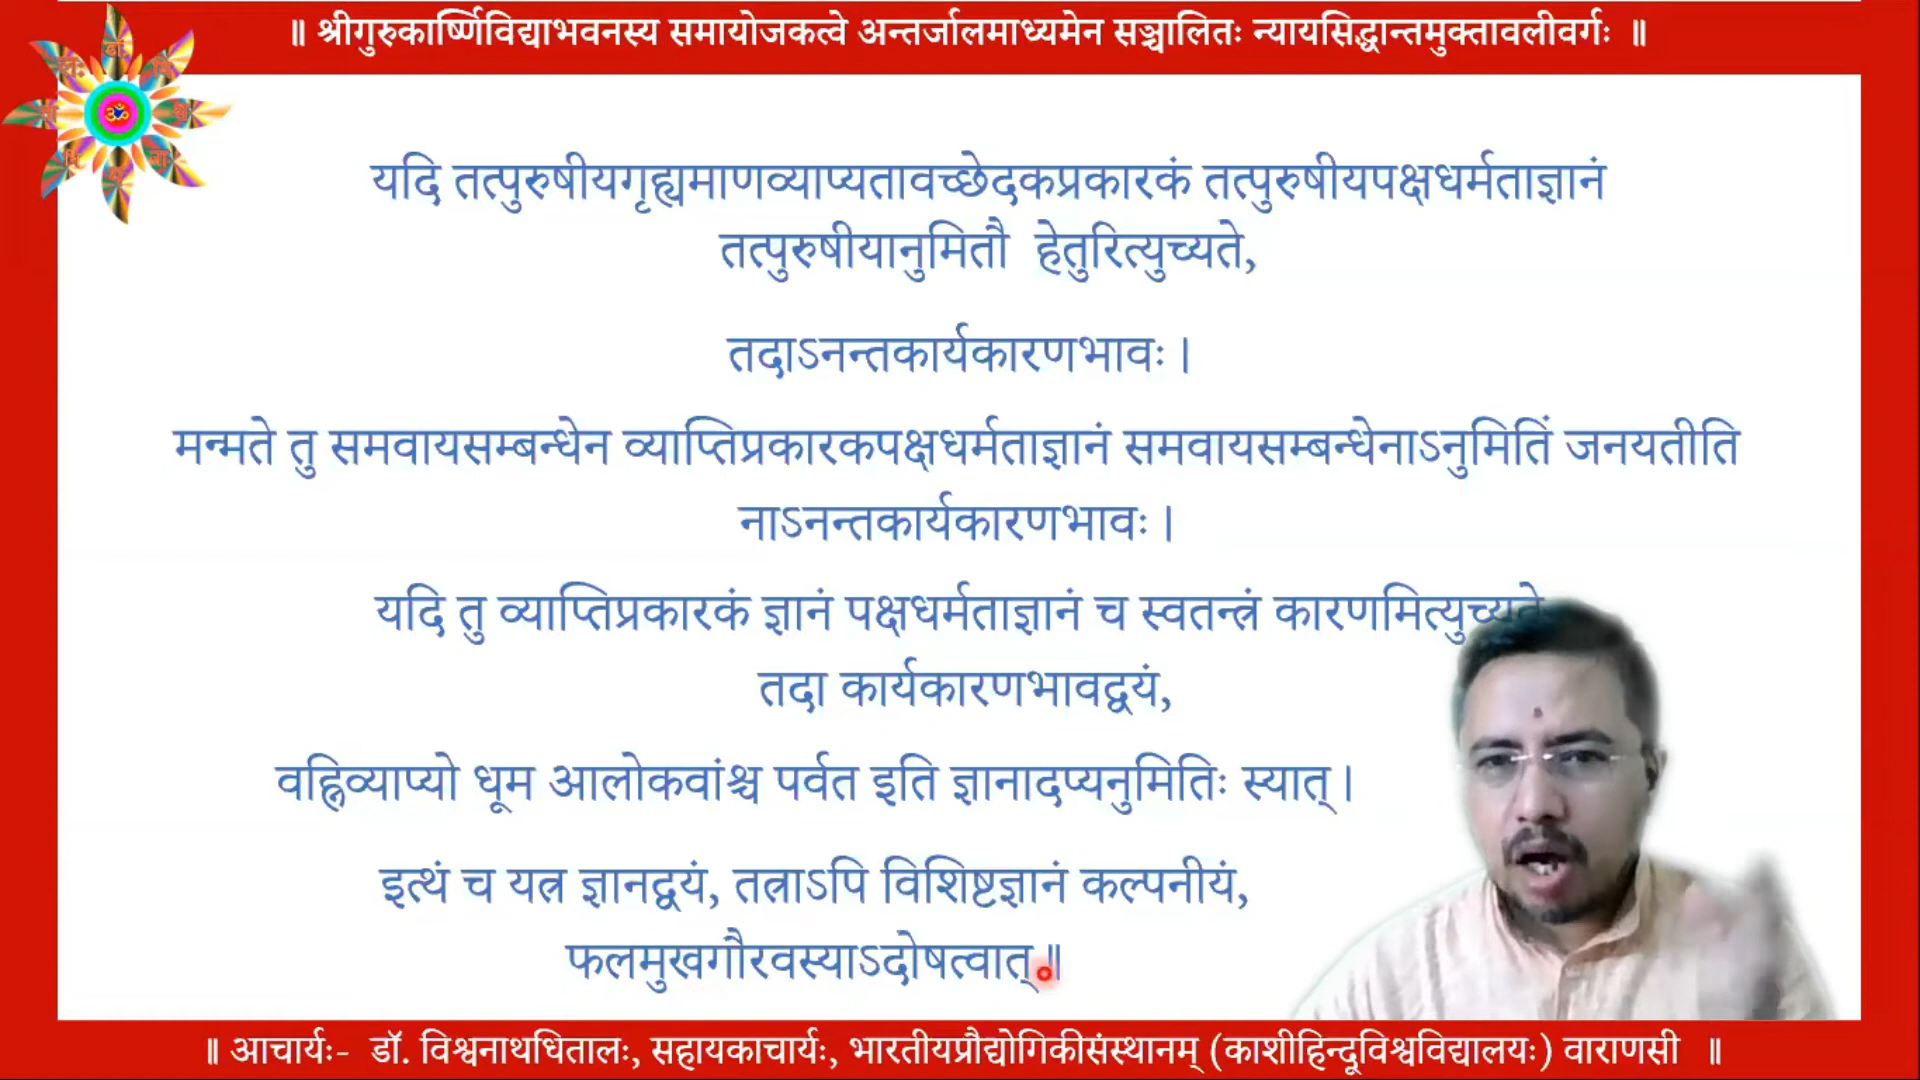 ॥ श्रीगुरुकार्ष्णिविद्याभवनस्य समायोजकत्वे अन्तर्जालमाध्यमेन सञ्चालितः न्यायसिद्धान्तमुक्तावलीवर्गः ॥
यदि तत्पुरुषीयगृह्यमाणव्याप्यतावच्छेदकप्रकारकं तत्पुरुषीयपक्षधर्मताज्ञानं
तत्पुरुषीयानुमितौ हेतुरित्युच्यते,
तदाऽनन्तकार्यकारणभावः ।
मन्मते तु समवायसम्बन्धेन व्याप्तिप्रकारकपक्षधर्मताज्ञानं समवायसम्बन्धेनाऽनुमितिं जनयतीति
नाऽनन्तकार्यकारणभावः ।
यदि तु व्याप्तिप्रकारकं ज्ञानं पक्षधर्मताज्ञानं च स्वतन्त्रं कारणमित्युच्यते
तदा कार्यकारणभावद्वयं,
वह्निव्याप्यो धूम आलोकवांश्च पर्वत इति ज्ञानादप्यनुमितिः स्यात् ।
इत्थं च यत्र ज्ञानद्वयं, तत्राऽपि विशिष्टज्ञानं कल्पनीयं,
फलमुखगौरवस्याऽदोषत्वात् ॥
॥ आचार्यः- डॉ. विश्वनाथधितालः, सहायकाचार्यः, भारतीयप्रौद्योगिकीसंस्थानम् (काशीहिन्दूविश्वविद्यालयः) वाराणसी ॥